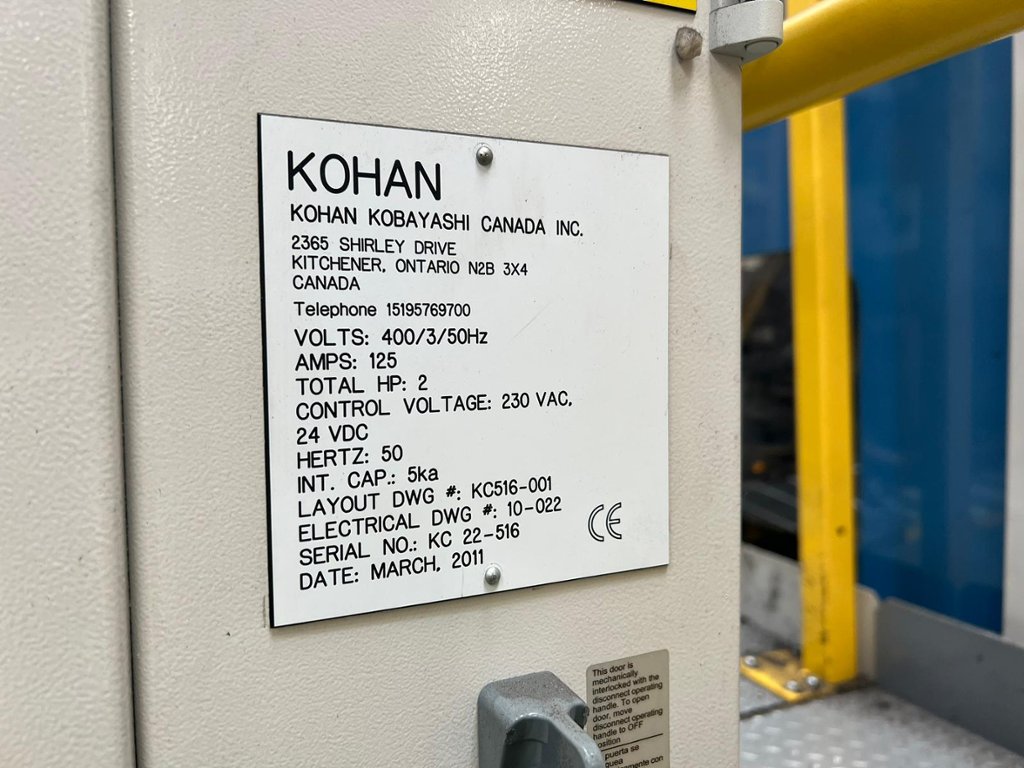 KOHAN
KOHAN KOBAYASHI CANADA INC.
2365 SHIRLEY DRIVE
KITCHENER, ONTARIO N2B 3X4
CANADA
Telephone 15195769700
VOLTS: 400/3/50Hz
AMPS: 125
TOTAL HP: 2
CONTROL VOLTAGE: 230 VAC,
24 VDC
HERTZ: 50
INT. CAP.: 5ka
LAYOUT DWG #: KC516-001
ELECTRICAL DWG #: 10-022
SERIAL NO.: KC 22-516
DATE: MARCH, 2011
CE
This door is
mechanically
interlocked with the
disconnect operating
handle. To open
door, move
disconnect operating
handle to OFF
position
puerta se